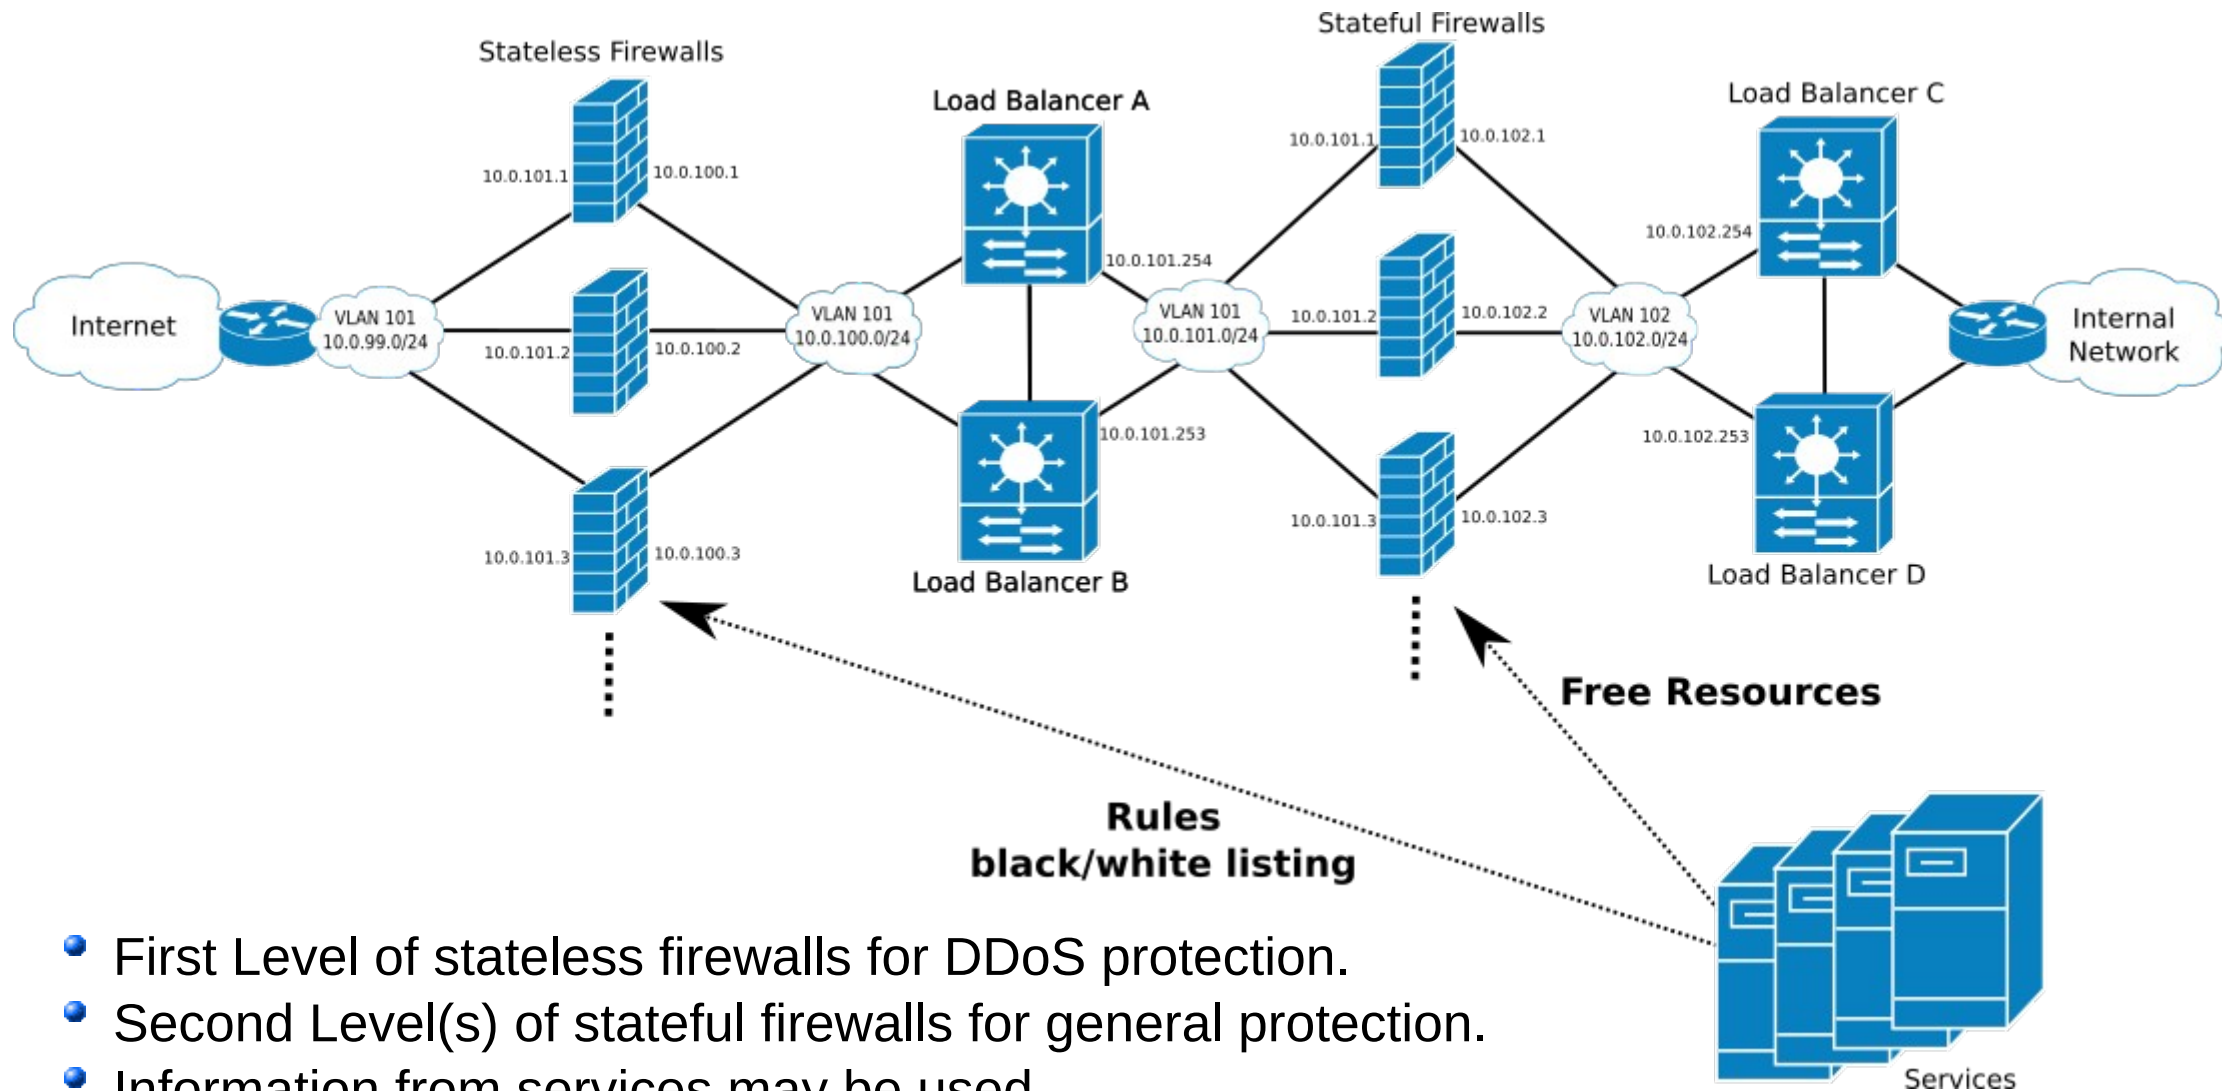 Stateless Firewalls
Stateful Firewalls
Load Balancer A
Load Balancer C
10.0.101.1
10.0.100.1
10.0.101.1
10.0.102.1
10.0.101.254
10.0.102.254
Internet
VLAN 101
10.0.99.0/24
10.0.101.2
10.0.100.2
VLAN 101
10.0.100.0/24
VLAN 101
10.0.101.0/24
10.0.101.2
10.0.102.2
VLAN 102
10.0.102.0/24
Internal
Network
10.0.101.253
10.0.102.253
10.0.101.3
10.0.100.3
10.0.101.3
10.0.102.3
Load Balancer B
Load Balancer D
Free Resources
Rules
black/white listing
First Level of stateless firewalls for DDoS protection.
Second Level(s) of stateful firewalls for general protection.
Information from services may be used
Services